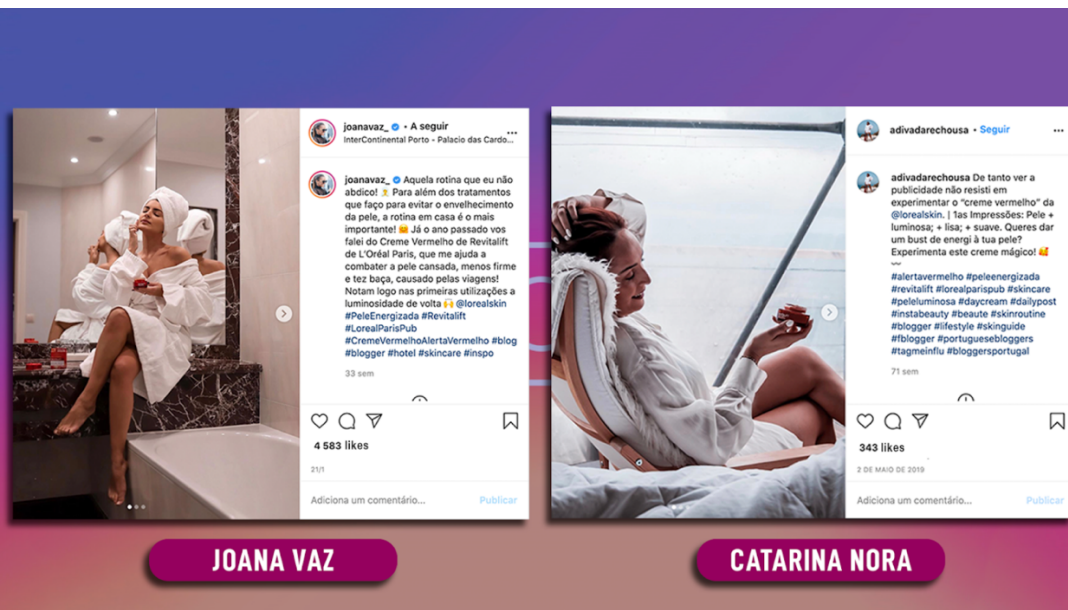 joanavaz_ • A seguir
InterContinental Porto - Palacio das Cardo...
joanavaz_ Aquela rotina que eu não
abdico! Para além dos tratamentos
que faço para evitar o envelhecimento
da pele, a rotina em casa é o mais
importante! Já o ano passado vos
falei do Creme Vermelho de Revitalift
de L'Oréal Paris, que me ajuda a
combater a pele cansada, menos firme
e tez baça, causado pelas viagens!
Notam logo nas primeiras utilizações a
luminosidade de volta @lorealskin
#PeleEnergizada #Revitalift
#LorealParisPub
#CremeVermelhoAlertaVermelho #blog
#blogger #hotel #skincare #inspo
33 sem
4 583 likes
21/1
Adiciona um comentário... Publicar
JOANA VAZ
adivadarechousa • Seguir
adivadarechousa De tanto ver a
publicidade não resisti em
experimentar o “creme vermelho” da
@lorealskin. | 1as Impressões: Pele +
luminosa; + lisa; + suave. Queres dar
um bust de energi à tua pele?
Experimenta este creme mágico!
#alertavermelho #peleenergizada
#revitalift #lorealparispub #skincare
#peleluminosa #daycream #dailypost
#instabeauty #beaute #skinroutine
#blogger #lifestyle #skinguide
#fblogger #portuguesebloggers
#tagmeinflu #bloggersportugal
71 sem
343 likes
2 DE MAIO DE 2019
Adiciona um comentário... Publicar
CATARINA NORA